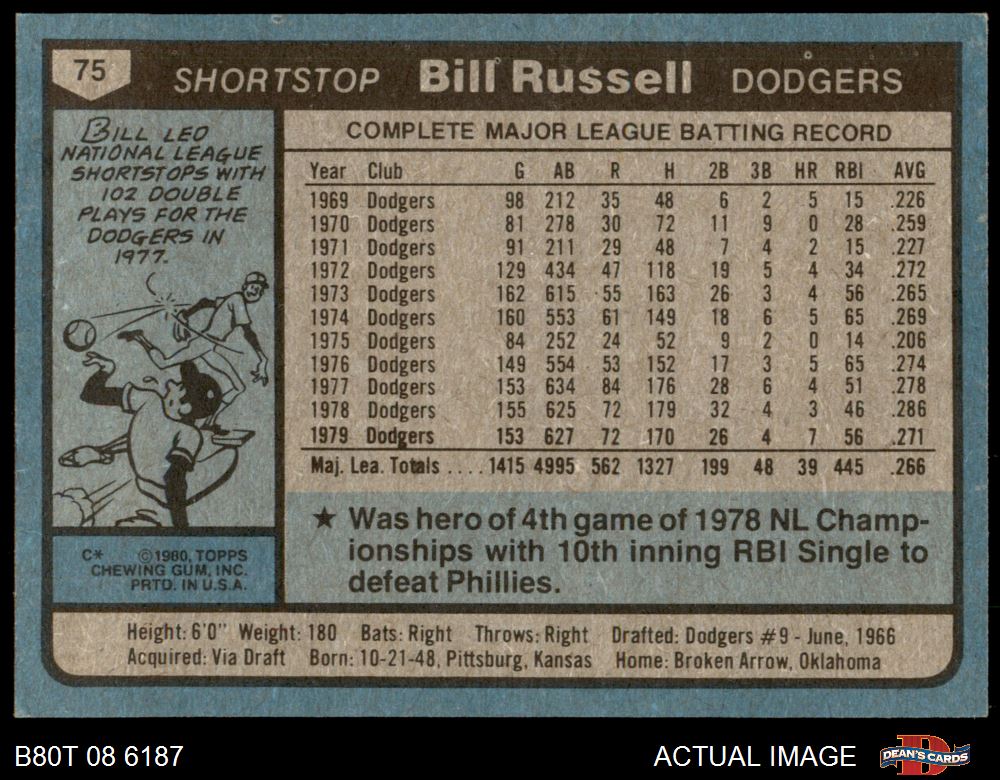 75
SHORTSTOP Bill Russell DODGERS
BILL LED
NATIONAL LEAGUE
SHORTSTOPS WITH
102 DOUBLE
PLAYS FOR THE
DODGERS IN
1977.
C* ©1980, TOPPS
CHEWING GUM, INC.
PRTD. IN U.S.A.
COMPLETE MAJOR LEAGUE BATTING RECORD
Year Club G AB R H 2B 3B HR RBI AVG
1969 Dodgers 98 212 35 48 6 2 5 15 .226
1970 Dodgers 81 278 30 72 11 9 0 28 .259
1971 Dodgers 91 211 29 48 7 4 2 15 .227
1972 Dodgers 129 434 47 118 19 5 4 34 .272
1973 Dodgers 162 615 55 163 26 3 4 56 .265
1974 Dodgers 160 553 61 149 18 6 5 65 .269
1975 Dodgers 84 252 24 52 9 2 0 14 .206
1976 Dodgers 149 554 53 152 17 3 5 65 .274
1977 Dodgers 153 634 84 176 28 6 4 51 .278
1978 Dodgers 155 625 72 179 32 4 3 46 .286
1979 Dodgers 153 627 72 170 26 4 7 56 .271
Maj. Lea. Totals .... 1415 4995 562 1327 199 48 39 445 .266
★ Was hero of 4th game of 1978 NL Champ-
ionships with 10th inning RBI Single to
defeat Phillies.
Height: 6'0" Weight: 180 Bats: Right Throws: Right Drafted: Dodgers #9 - June, 1966
Acquired: Via Draft Born: 10-21-48, Pittsburg, Kansas Home: Broken Arrow, Oklahoma
B80T 08 6187
ACTUAL IMAGE
D
DEAN'S CARDS